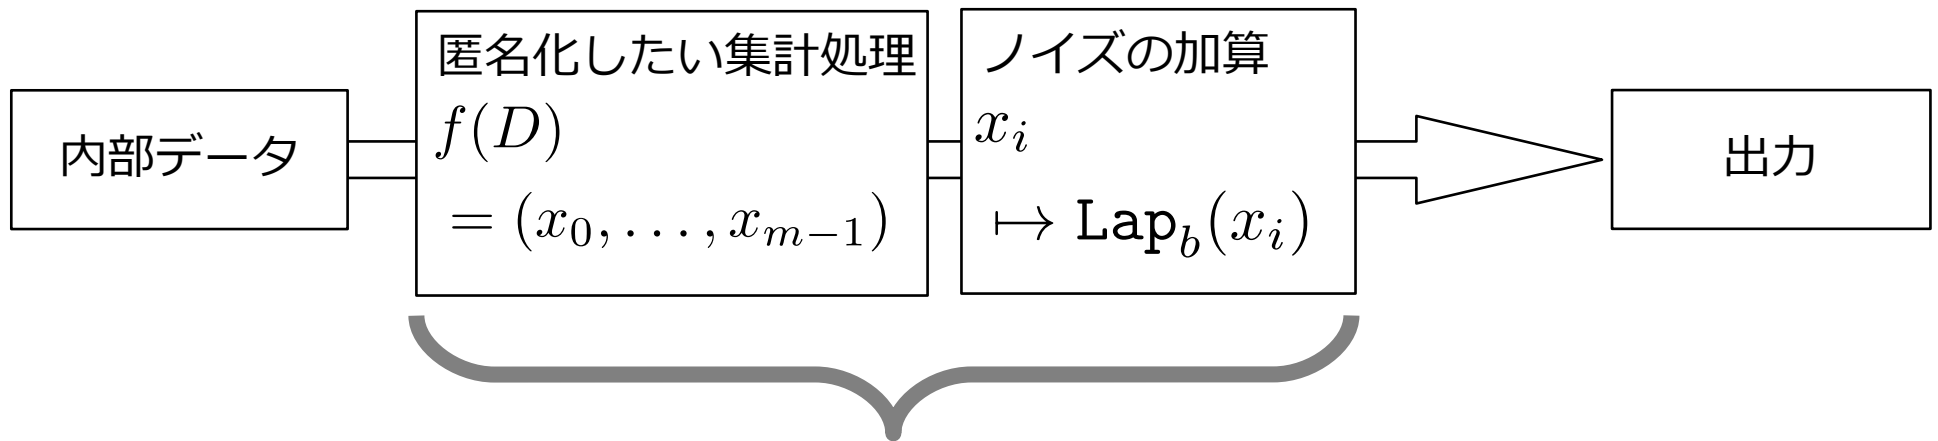 内部データ
匿名化したい集計処理
f(D)
= (x_0, . . . , x_{m-1})
ノイズの加算
x_i
↦ Lap_b(x_i)
出力